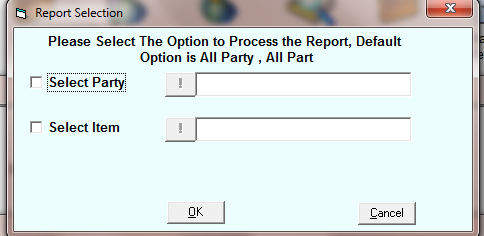 Report Selection
Please Select The Option to Process the Report, Default
Option is All Party , All Part
Select Party !
Select Item !
OK Cancel